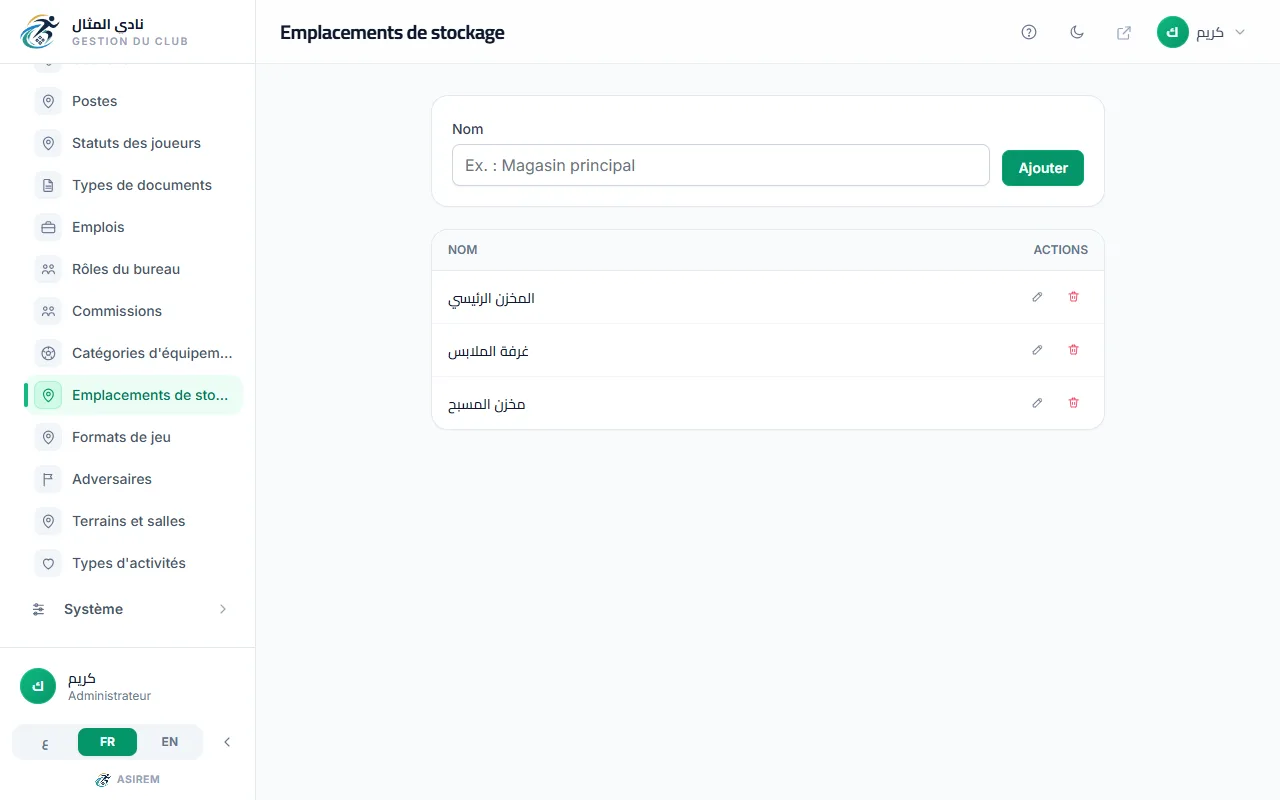 نادي المثال
GESTION DU CLUB
Postes
Statuts des joueurs
Types de documents
Emplois
Rôles du bureau
Commissions
Catégories d'équipem...
Emplacements de sto...
Formats de jeu
Adversaires
Terrains et salles
Types d'activités
Système
ك
كريم
Administrateur
ع
FR
EN
ASIREM
Emplacements de stockage
ك
كريم
Nom
Ex. : Magasin principal
Ajouter
NOM
ACTIONS
المخزن الرئيسي
غرفة الملابس
مخزن المسبح